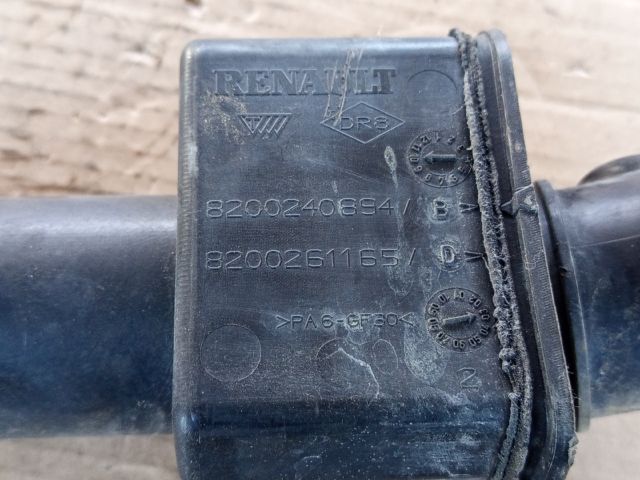 RENAULT
DR8
8200240894/ B
8200261165/ D
>PA6-GF30<
2